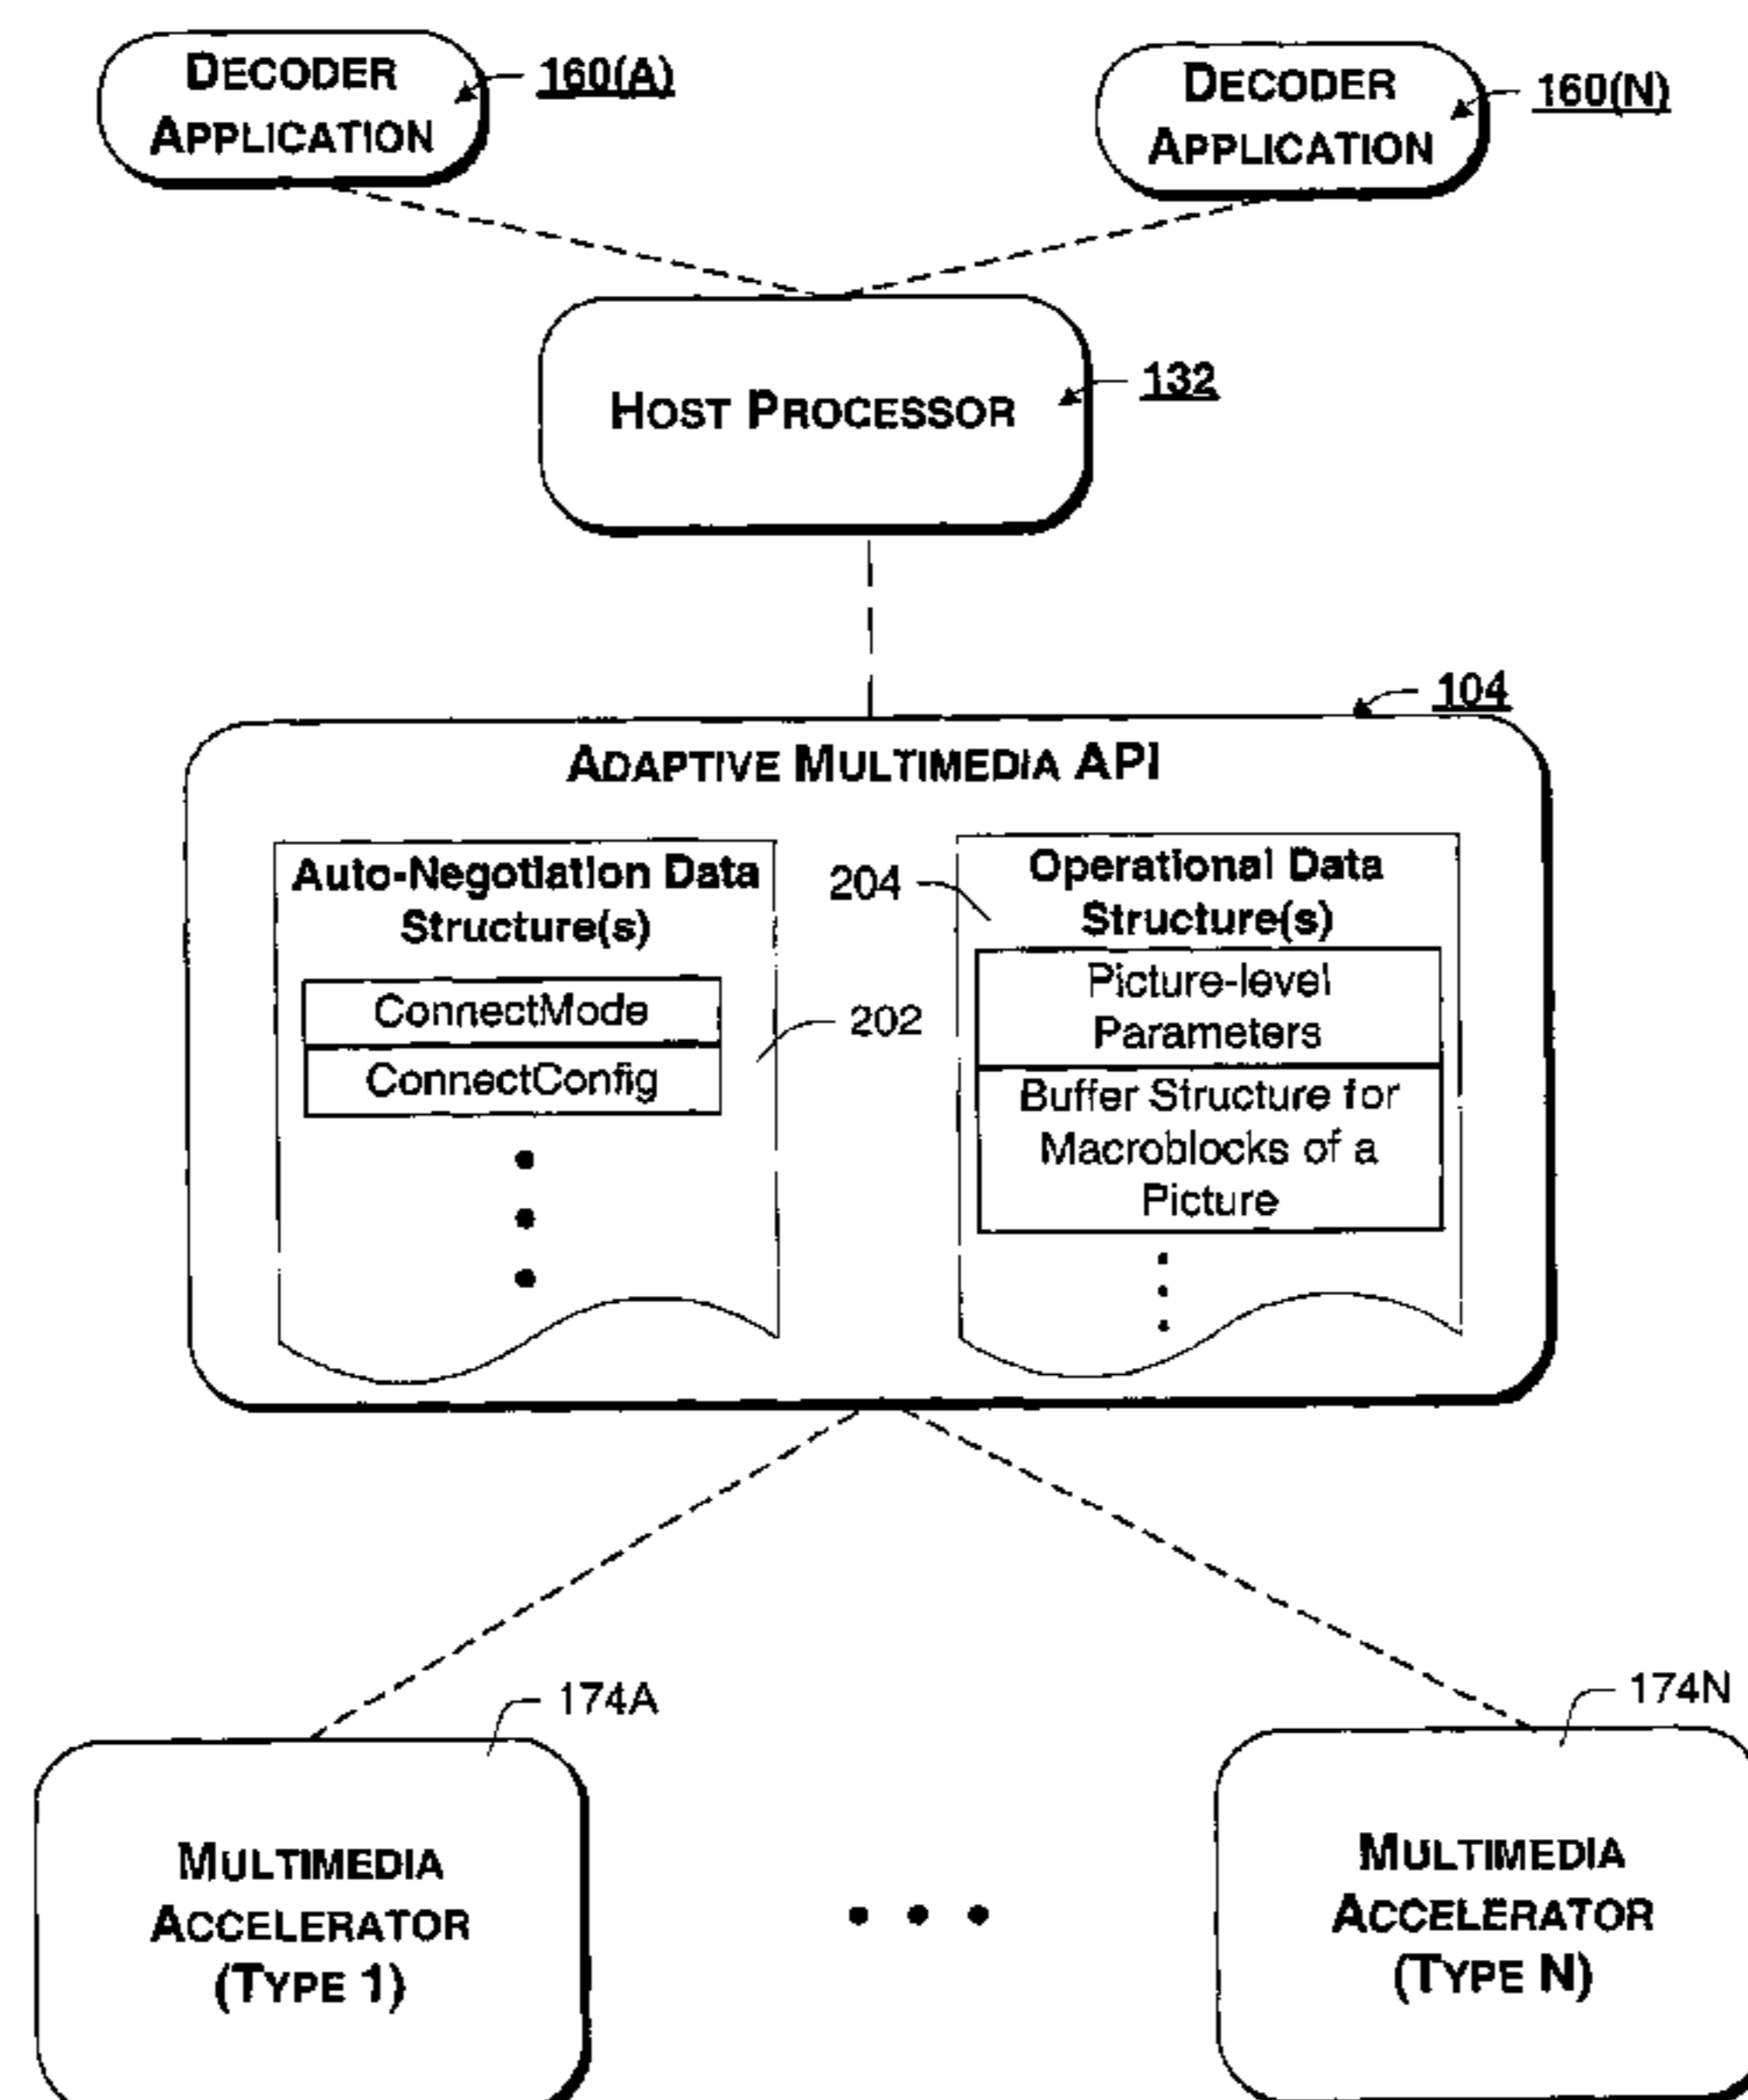 DECODER
APPLICATION
160(A)
DECODER
APPLICATION
160(N)
HOST PROCESSOR
132
104
ADAPTIVE MULTIMEDIA API
Auto-Negotiation Data
Structure(s)
ConnectMode
ConnectConfig
202
204
Operational Data
Structure(s)
Picture-level
Parameters
Buffer Structure for
Macroblocks of a
Picture
174A
MULTIMEDIA
ACCELERATOR
(TYPE 1)
174N
MULTIMEDIA
ACCELERATOR
(TYPE N)